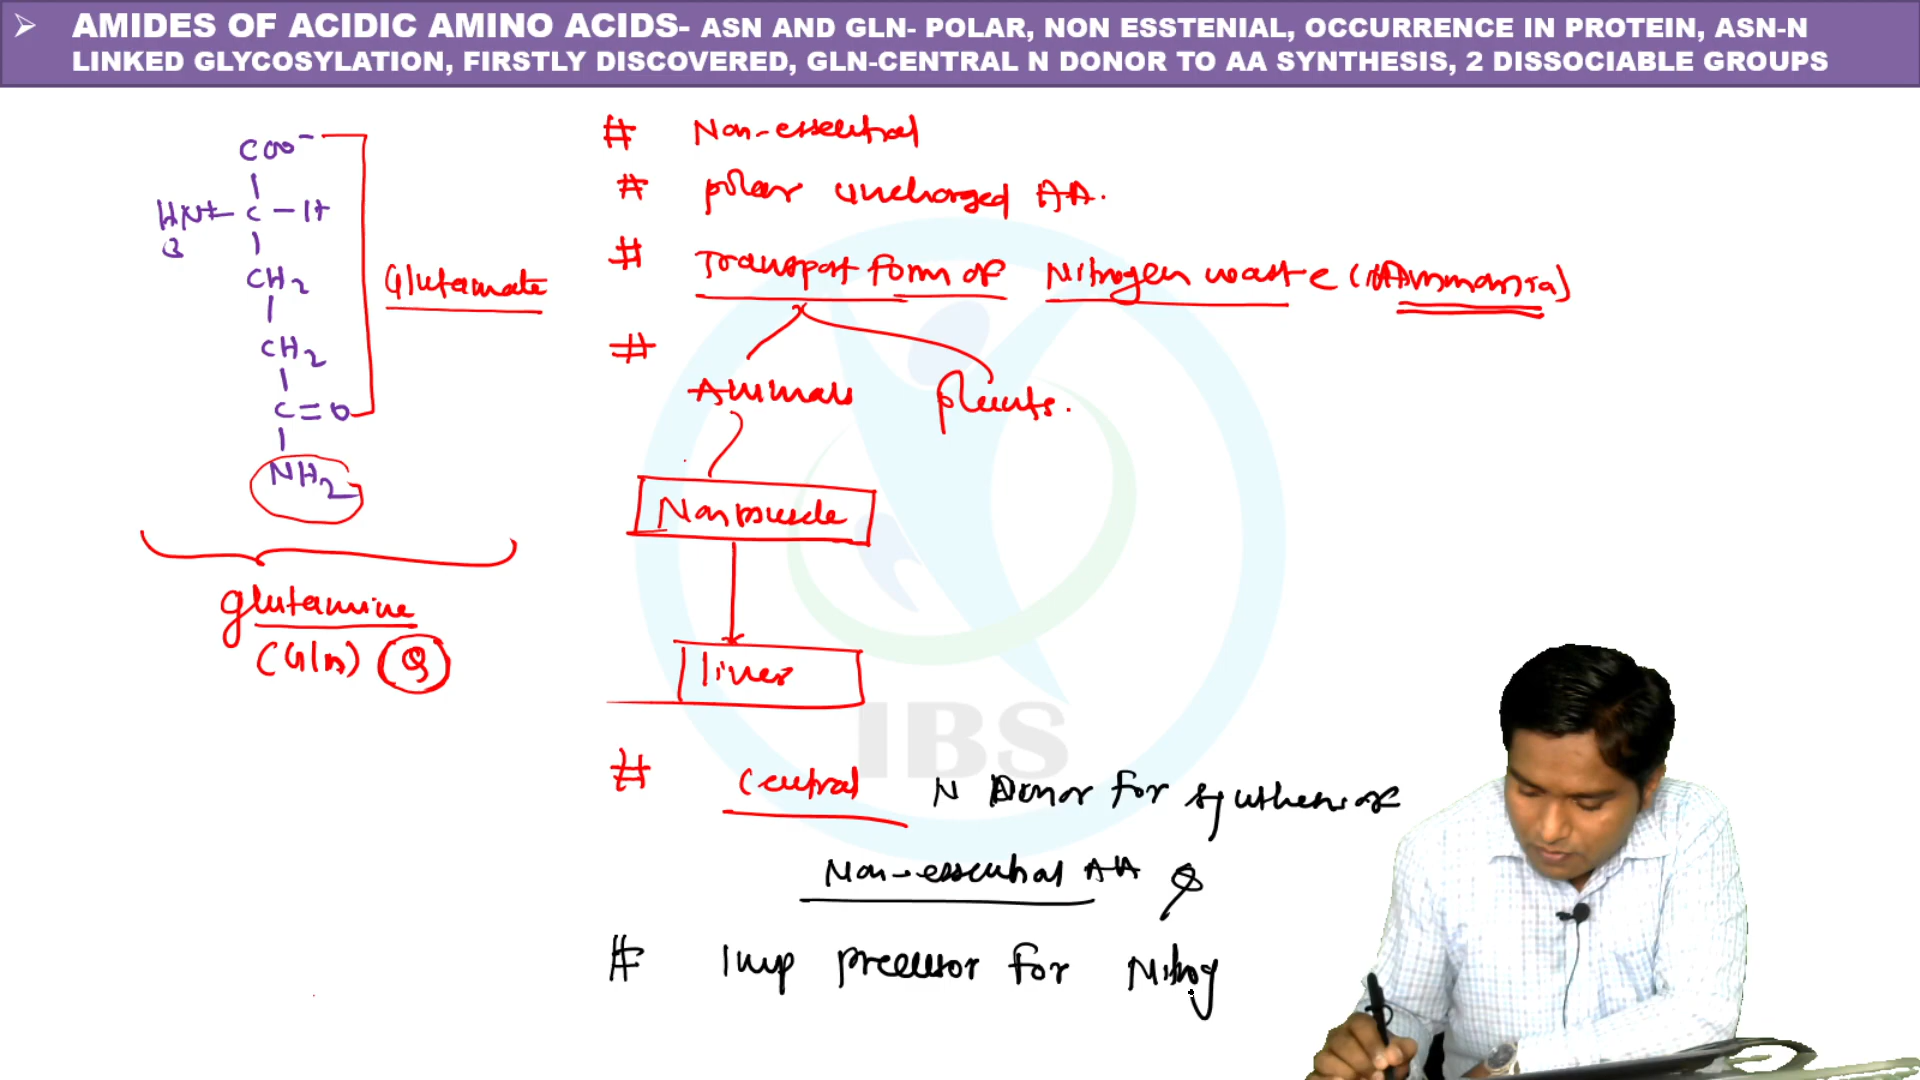 AMIDES OF ACIDIC AMINO ACIDS- ASN AND GLN- POLAR, NON ESSTENIAL, OCCURRENCE IN PROTEIN, ASN-N
LINKED GLYCOSYLATION, FIRSTLY DISCOVERED, GLN-CENTRAL N DONOR TO AA SYNTHESIS, 2 DISSOCIABLE GROUPS
COO⁻
H3N+ – C – H
CH2
CH2
C=O
NH2
Glutamate
glutamine
(Gln) Q
# Non-essential
# polar uncharged AA.
# Transport form of Nitrogen waste (Ammonia)
#
Animals plants.
Nonmuscle
liver
IBS
# Central N Donor for synthesis of
Non-essential AA
# Imp precursor for Nitrog